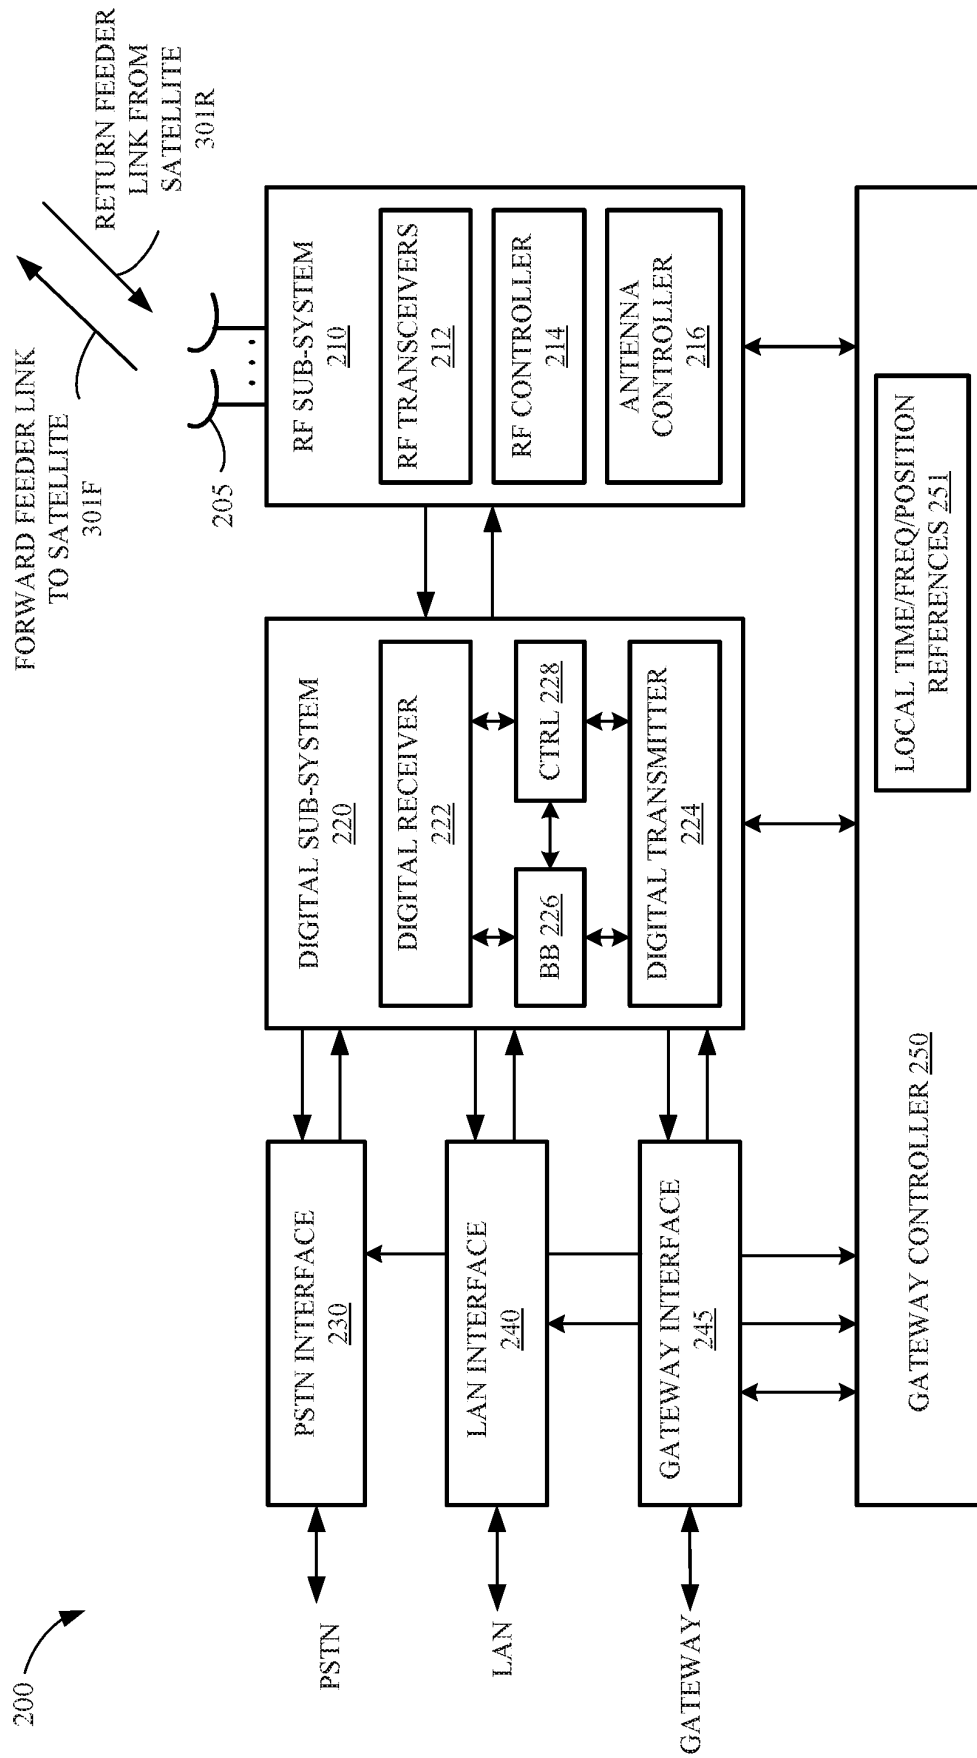 200
FORWARD FEEDER LINK
TO SATELLITE
301F
RETURN FEEDER
LINK FROM
SATELLITE
301R
205
PSTN
PSTN INTERFACE
230
LAN
LAN INTERFACE
240
GATEWAY
GATEWAY INTERFACE
245
DIGITAL SUB-SYSTEM
220
DIGITAL RECEIVER
222
BB 226
CTRL 228
DIGITAL TRANSMITTER
224
RF SUB-SYSTEM
210
RF TRANSCEIVERS
212
RF CONTROLLER
214
ANTENNA
CONTROLLER
216
GATEWAY CONTROLLER 250
LOCAL TIME/FREQ/POSITION
REFERENCES 251